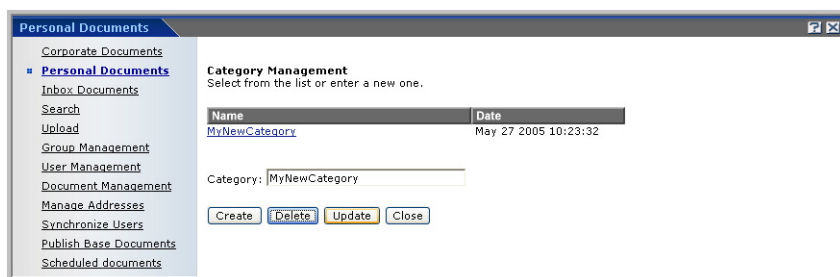 Personal Documents
Corporate Documents
Personal Documents
Inbox Documents
Search
Upload
Group Management
User Management
Document Management
Manage Addresses
Synchronize Users
Publish Base Documents
Scheduled documents
Category Management
Select from the list or enter a new one.
Name Date
MyNewCategory May 27 2005 10:23:32
Category: MyNewCategory
Create Delete Update Close